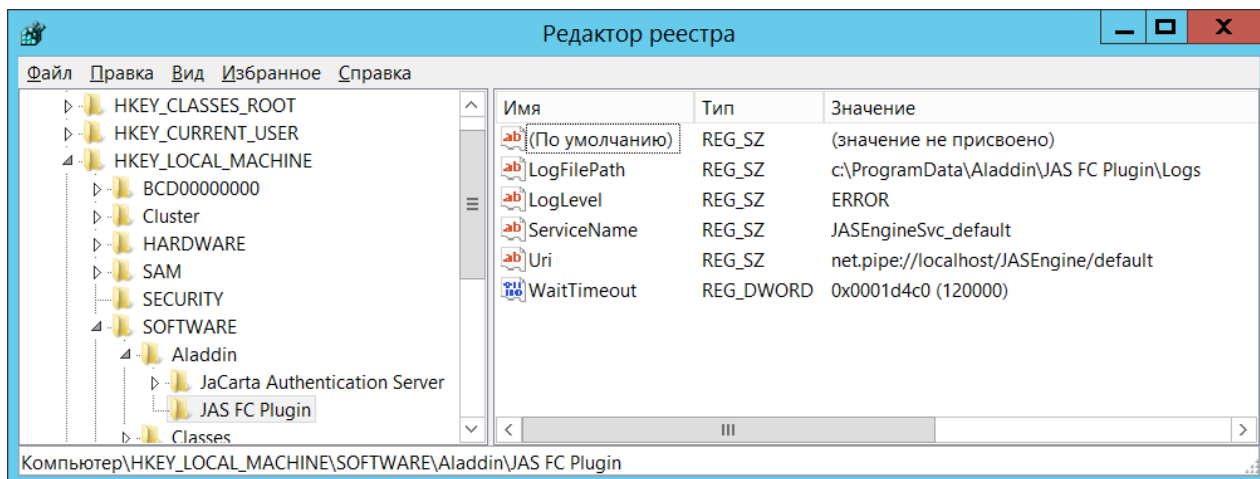 Редактор реестра
Файл Правка Вид Избранное Справка
HKEY_CLASSES_ROOT
HKEY_CURRENT_USER
HKEY_LOCAL_MACHINE
BCD00000000
Cluster
HARDWARE
SAM
SECURITY
SOFTWARE
Aladdin
JaCarta Authentication Server
JAS FC Plugin
Classes
Имя Тип Значение
(По умолчанию) REG_SZ (значение не присвоено)
LogFilePath REG_SZ c:\ProgramData\Aladdin\JAS FC Plugin\Logs
LogLevel REG_SZ ERROR
ServiceName REG_SZ JASEngineSvc_default
Uri REG_SZ net.pipe://localhost/JASEngine/default
WaitTimeout REG_DWORD 0x0001d4c0 (120000)
Компьютер\HKEY_LOCAL_MACHINE\SOFTWARE\Aladdin\JAS FC Plugin